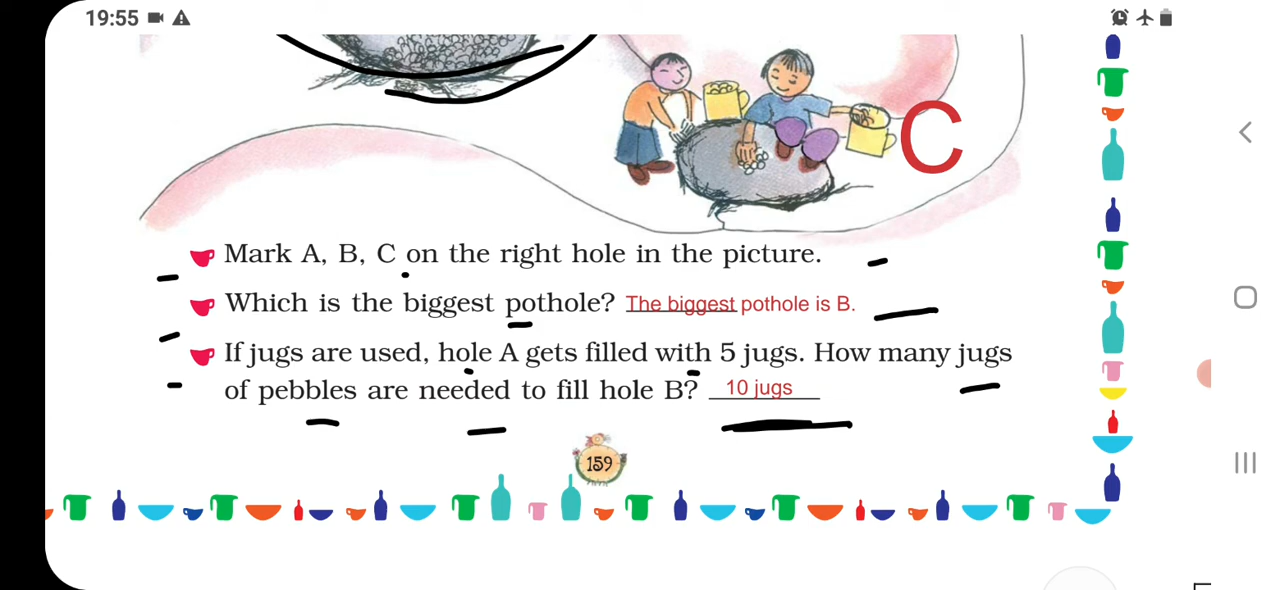 19:55
C
Mark A, B, C on the right hole in the picture.
Which is the biggest pothole? The biggest pothole is B.
If jugs are used, hole A gets filled with 5 jugs. How many jugs
of pebbles are needed to fill hole B? 10 jugs
159